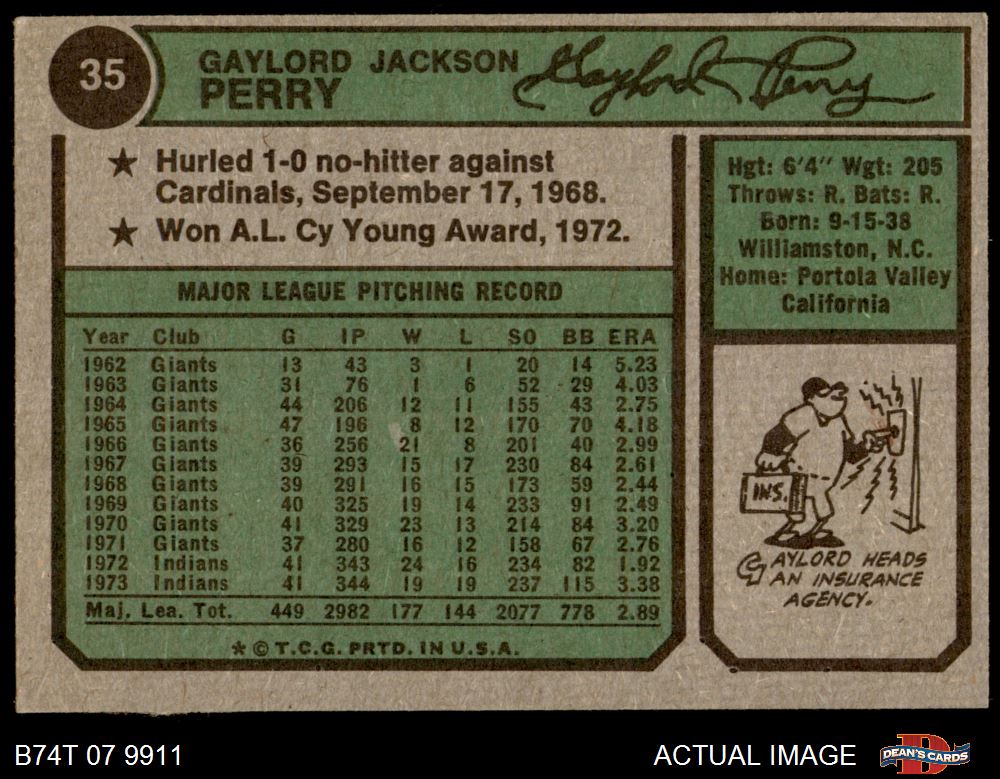 35
GAYLORD JACKSON
PERRY
Gaylord Perry
★ Hurled 1-0 no-hitter against
Cardinals, September 17, 1968.
★ Won A.L. Cy Young Award, 1972.
MAJOR LEAGUE PITCHING RECORD
Year Club G IP W L SO BB ERA
1962 Giants 13 43 3 1 20 14 5.23
1963 Giants 31 76 1 6 52 29 4.03
1964 Giants 44 206 12 11 155 43 2.75
1965 Giants 47 196 8 12 170 70 4.18
1966 Giants 36 256 21 8 201 40 2.99
1967 Giants 39 293 15 17 230 84 2.61
1968 Giants 39 291 16 15 173 59 2.44
1969 Giants 40 325 19 14 233 91 2.49
1970 Giants 41 329 23 13 214 84 3.20
1971 Giants 37 280 16 12 158 67 2.76
1972 Indians 41 343 24 16 234 82 1.92
1973 Indians 41 344 19 19 237 115 3.38
Maj. Lea. Tot. 449 2982 177 144 2077 778 2.89
★ © T.C.G. PRTD. IN U.S.A.
Hgt: 6'4" Wgt: 205
Throws: R. Bats: R.
Born: 9-15-38
Williamston, N.C.
Home: Portola Valley
California
INS.
GAYLORD HEADS
AN INSURANCE
AGENCY.
B74T 07 9911
ACTUAL IMAGE
D
DEAN'S CARDS